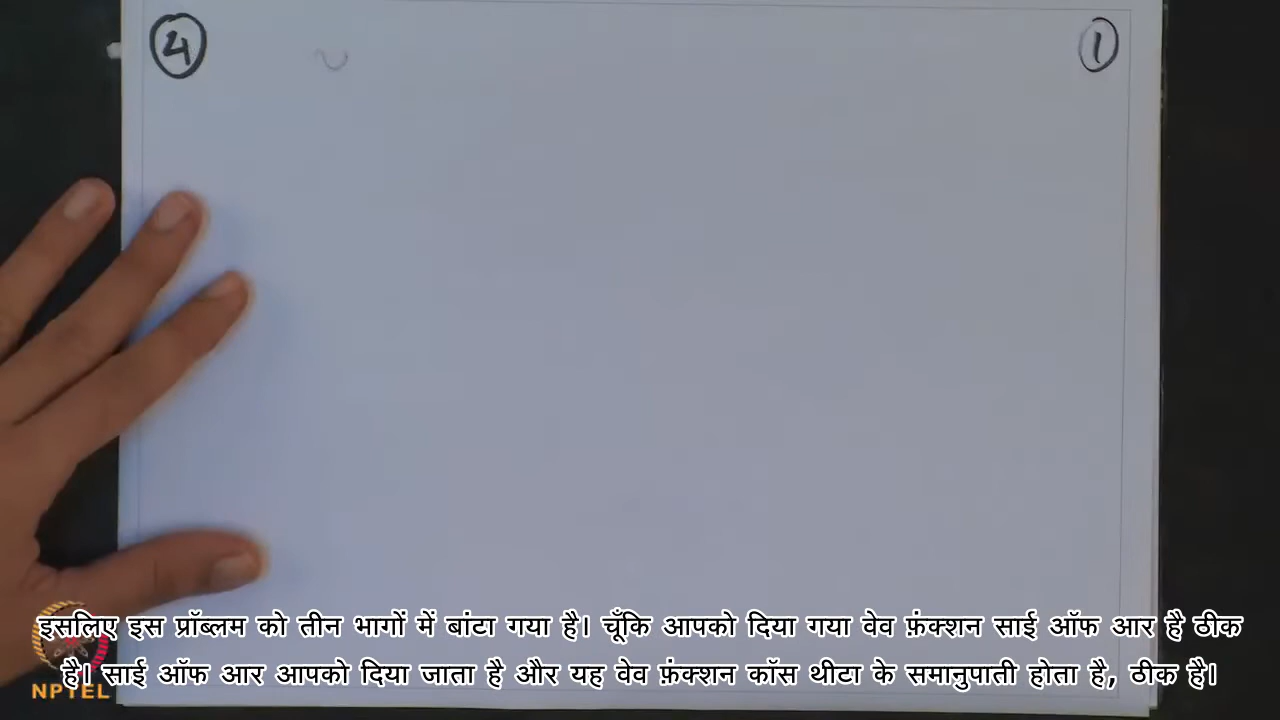 4
1
इसलिए इस प्रॉब्लम को तीन भागों में बांटा गया है। चूँकि आपको दिया गया वेव फ़ंक्शन साई ऑफ आर है ठीक
है। साई ऑफ आर आपको दिया जाता है और यह वेव फ़ंक्शन कॉस थीटा के समानुपाती होता है, ठीक है।
NPTEL